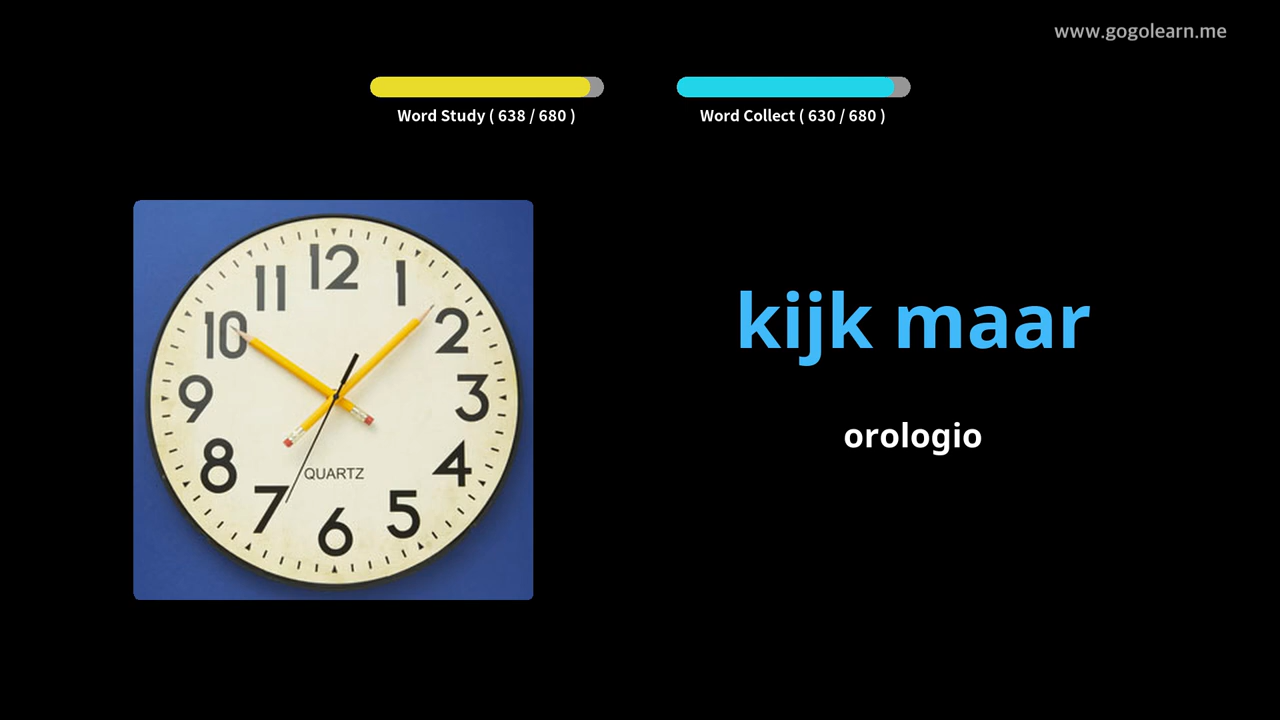 www.gogolearn.me
Word Study ( 638 / 680 )
Word Collect ( 630 / 680 )
12
11
1
10
2
9
3
8
4
7
5
6
QUARTZ
kijk maar
orologio